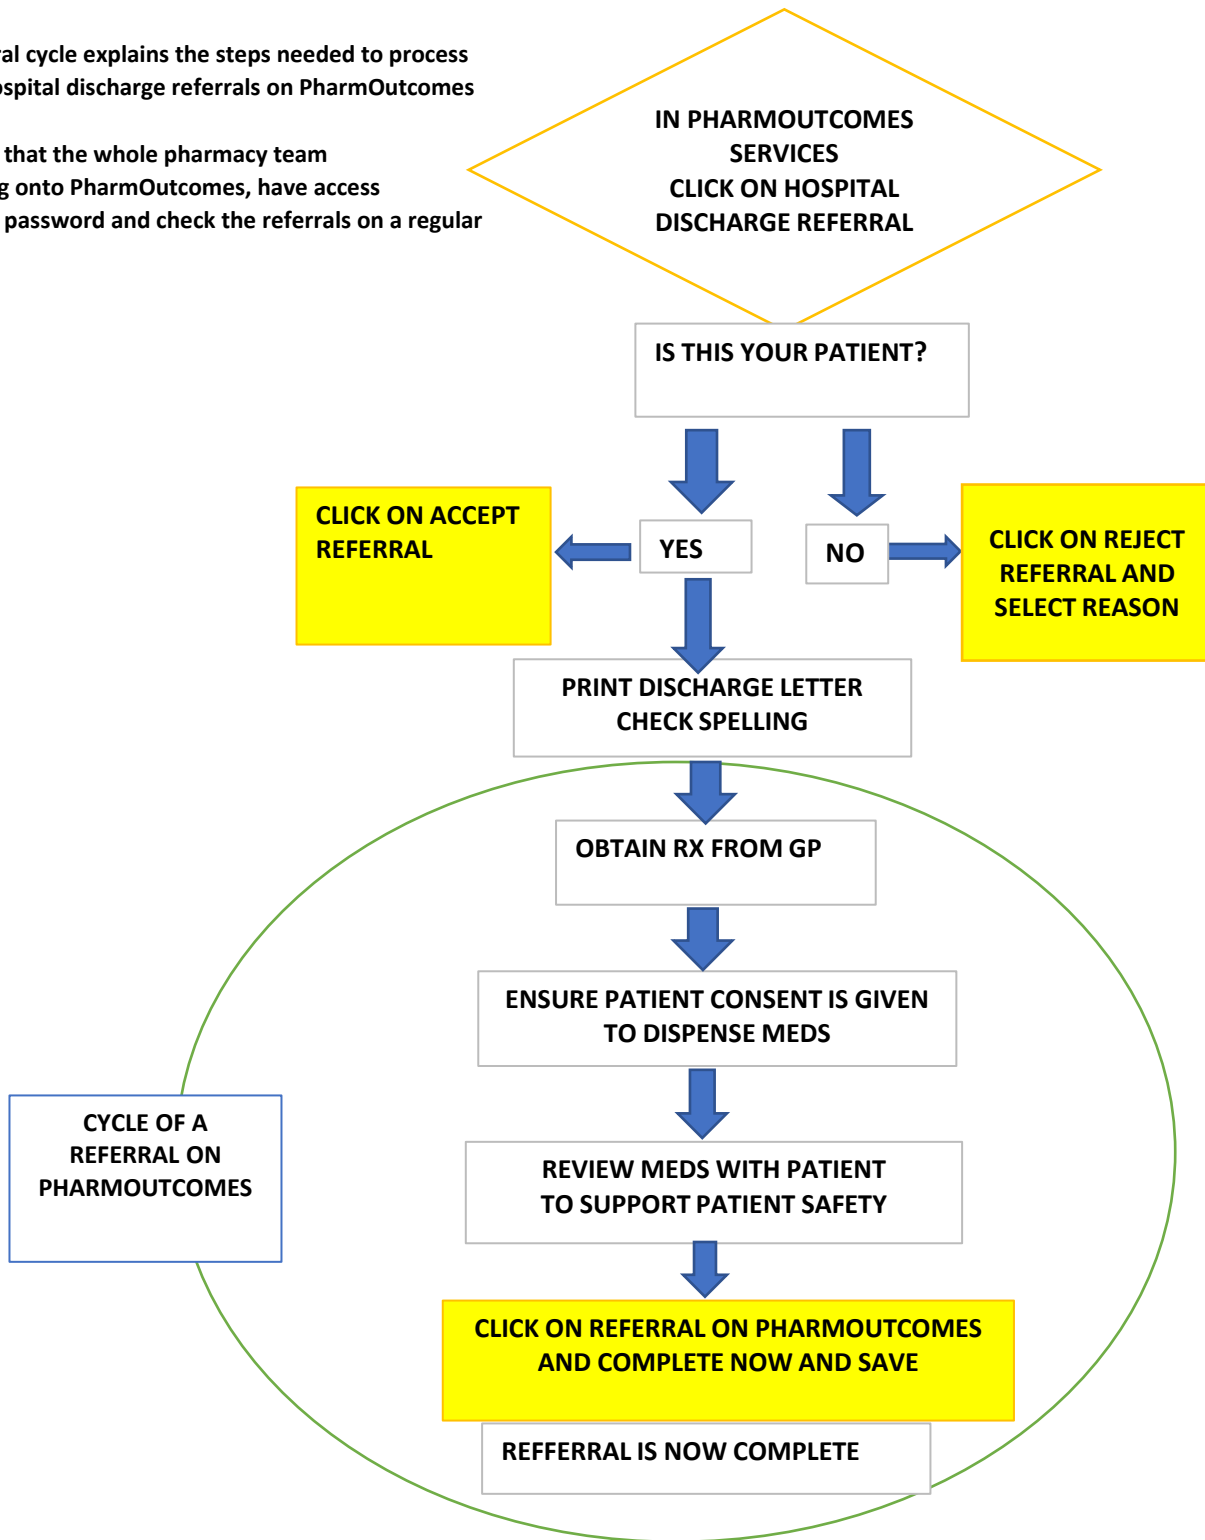 ral cycle explains the steps needed to process
ospital discharge referrals on PharmOutcomes
that the whole pharmacy team
g onto PharmOutcomes, have access
password and check the referrals on a regular
IN PHARMOUTCOMES
SERVICES
CLICK ON HOSPITAL
DISCHARGE REFERRAL
IS THIS YOUR PATIENT?
CLICK ON ACCEPT
REFERRAL
YES
NO
CLICK ON REJECT
REFERRAL AND
SELECT REASON
PRINT DISCHARGE LETTER
CHECK SPELLING
OBTAIN RX FROM GP
ENSURE PATIENT CONSENT IS GIVEN
TO DISPENSE MEDS
CYCLE OF A
REFERRAL ON
PHARMOUTCOMES
REVIEW MEDS WITH PATIENT
TO SUPPORT PATIENT SAFETY
CLICK ON REFERRAL ON PHARMOUTCOMES
AND COMPLETE NOW AND SAVE
REFFERRAL IS NOW COMPLETE